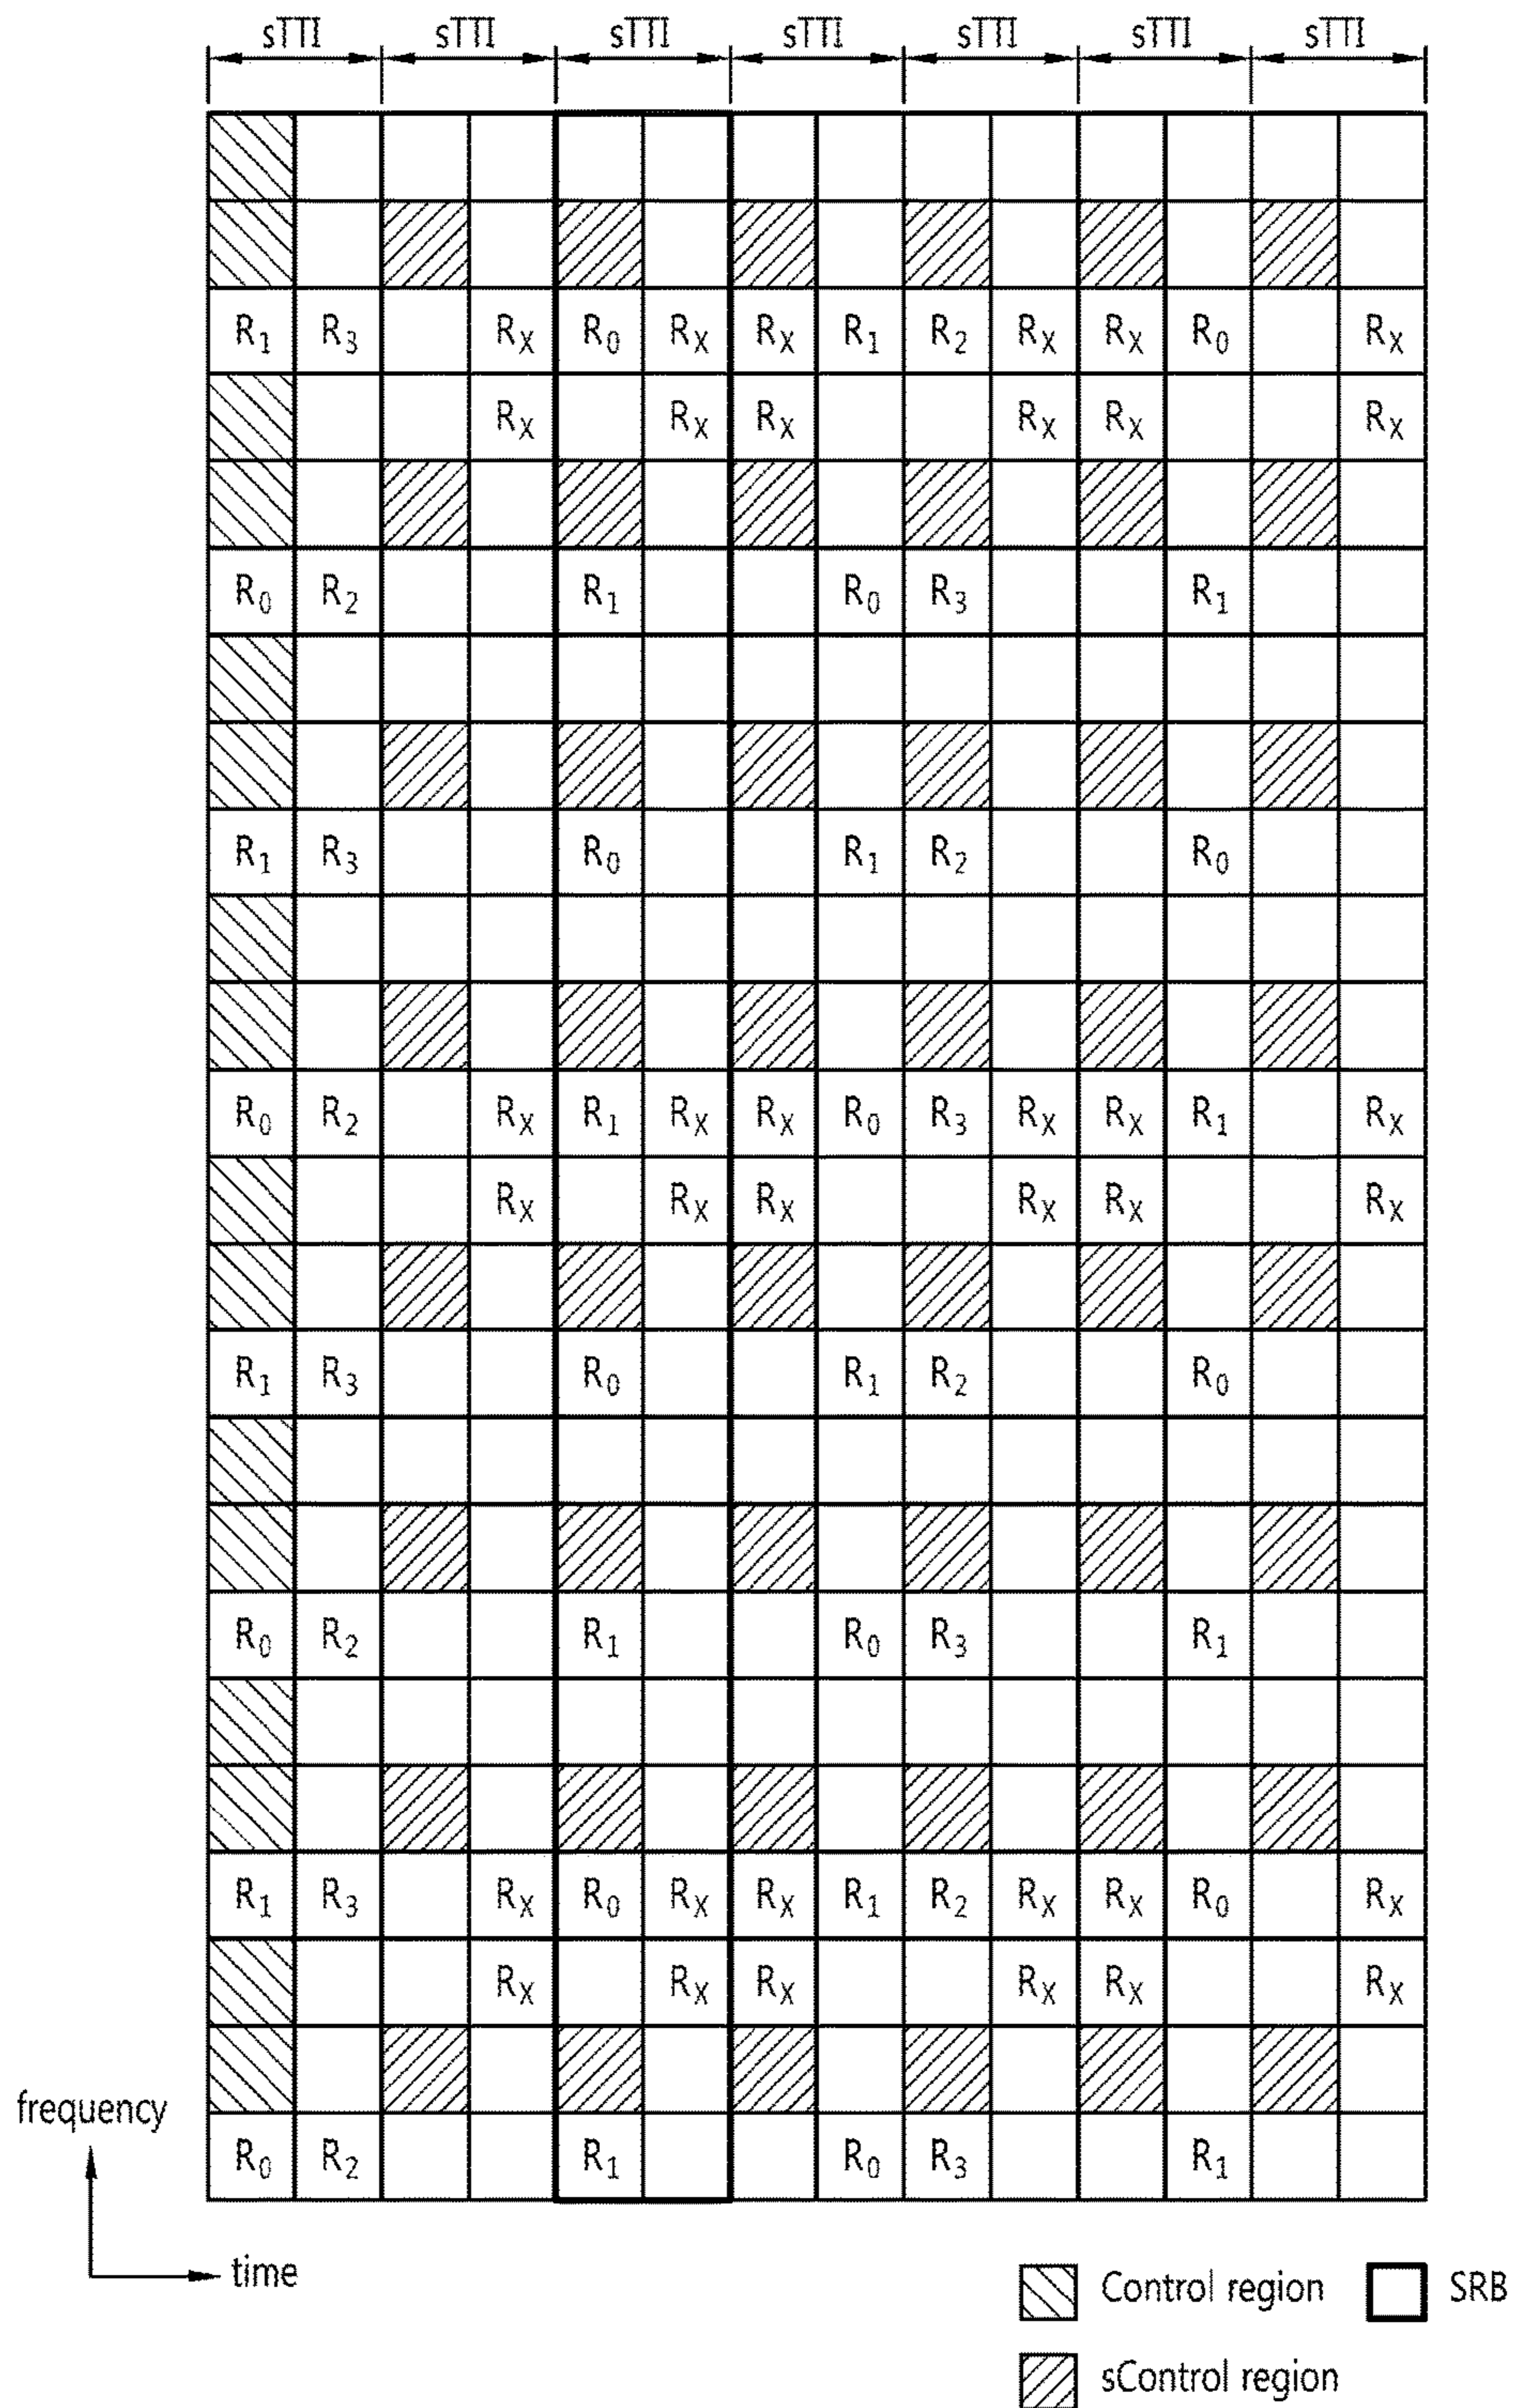 sTTI sTTI sTTI sTTI sTTI sTTI sTTI
R1 R3 RX R0 RX RX R1 R2 RX RX R0 RX
RX RX RX RX RX RX
R0 R2 R1 R0 R3 R1
R1 R3 R0 R1 R2 R0
R0 R2 RX R1 RX RX R0 R3 RX RX R1 RX
RX RX RX RX RX RX
R1 R3 R0 R1 R2 R0
R0 R2 R1 R0 R3 R1
R1 R3 RX R0 RX RX R1 R2 RX RX R0 RX
RX RX RX RX RX RX
frequency
R0 R2 R1 R0 R3 R1
time
Control region SRB
sControl region